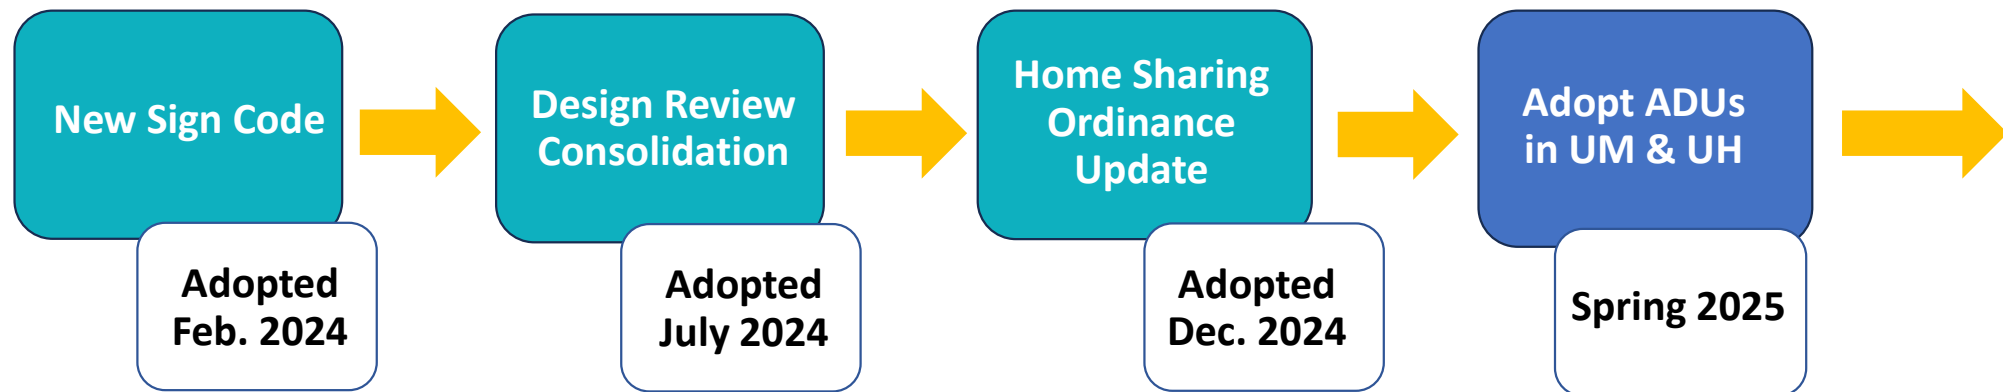 New Sign Code
Adopted
Feb. 2024
Design Review
Consolidation
Adopted
July 2024
Home Sharing
Ordinance
Update
Adopted
Dec. 2024
Adopt ADUs
in UM & UH
Spring 2025